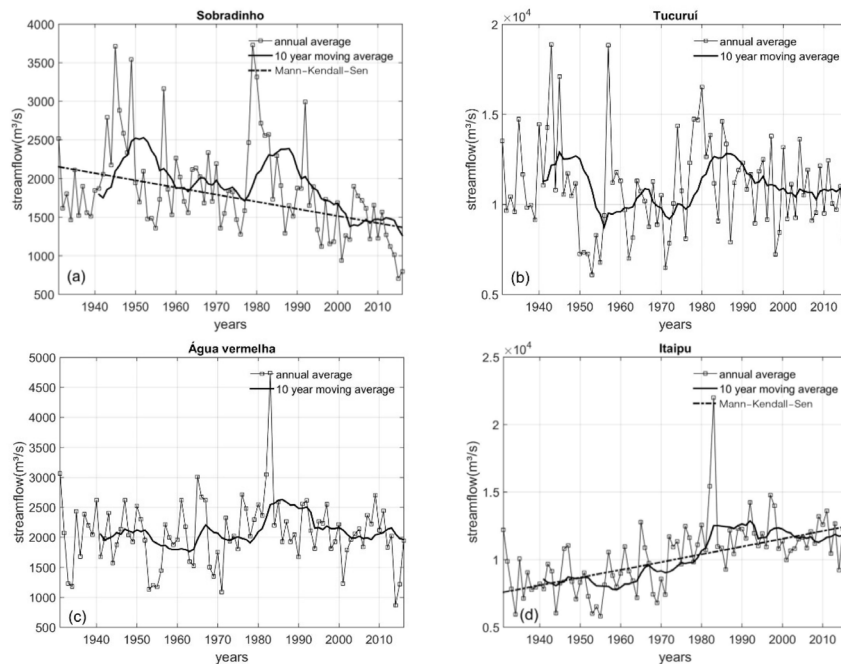 Sobradinho
annual average
10 year moving average
Mann-Kendall-Sen
4000
3500
3000
2500
2000
1500
1000
500
streamflow(m³/s)
(a)
1940 1950 1960 1970 1980 1990 2000 2010
years
Tucuruí
×10⁴
annual average
10 year moving average
2
1.5
1
0.5
streamflow(m³/s)
(b)
1940 1950 1960 1970 1980 1990 2000 2010
years
Água vermelha
annual average
10 year moving average
5000
4500
4000
3500
3000
2500
2000
1500
1000
500
streamflow(m³/s)
(c)
1940 1950 1960 1970 1980 1990 2000 2010
years
Itaipu
×10⁴
annual average
10 year moving average
Mann-Kendall-Sen
2.5
2
1.5
1
0.5
streamflow(m³/s)
(d)
1940 1950 1960 1970 1980 1990 2000 2010
years